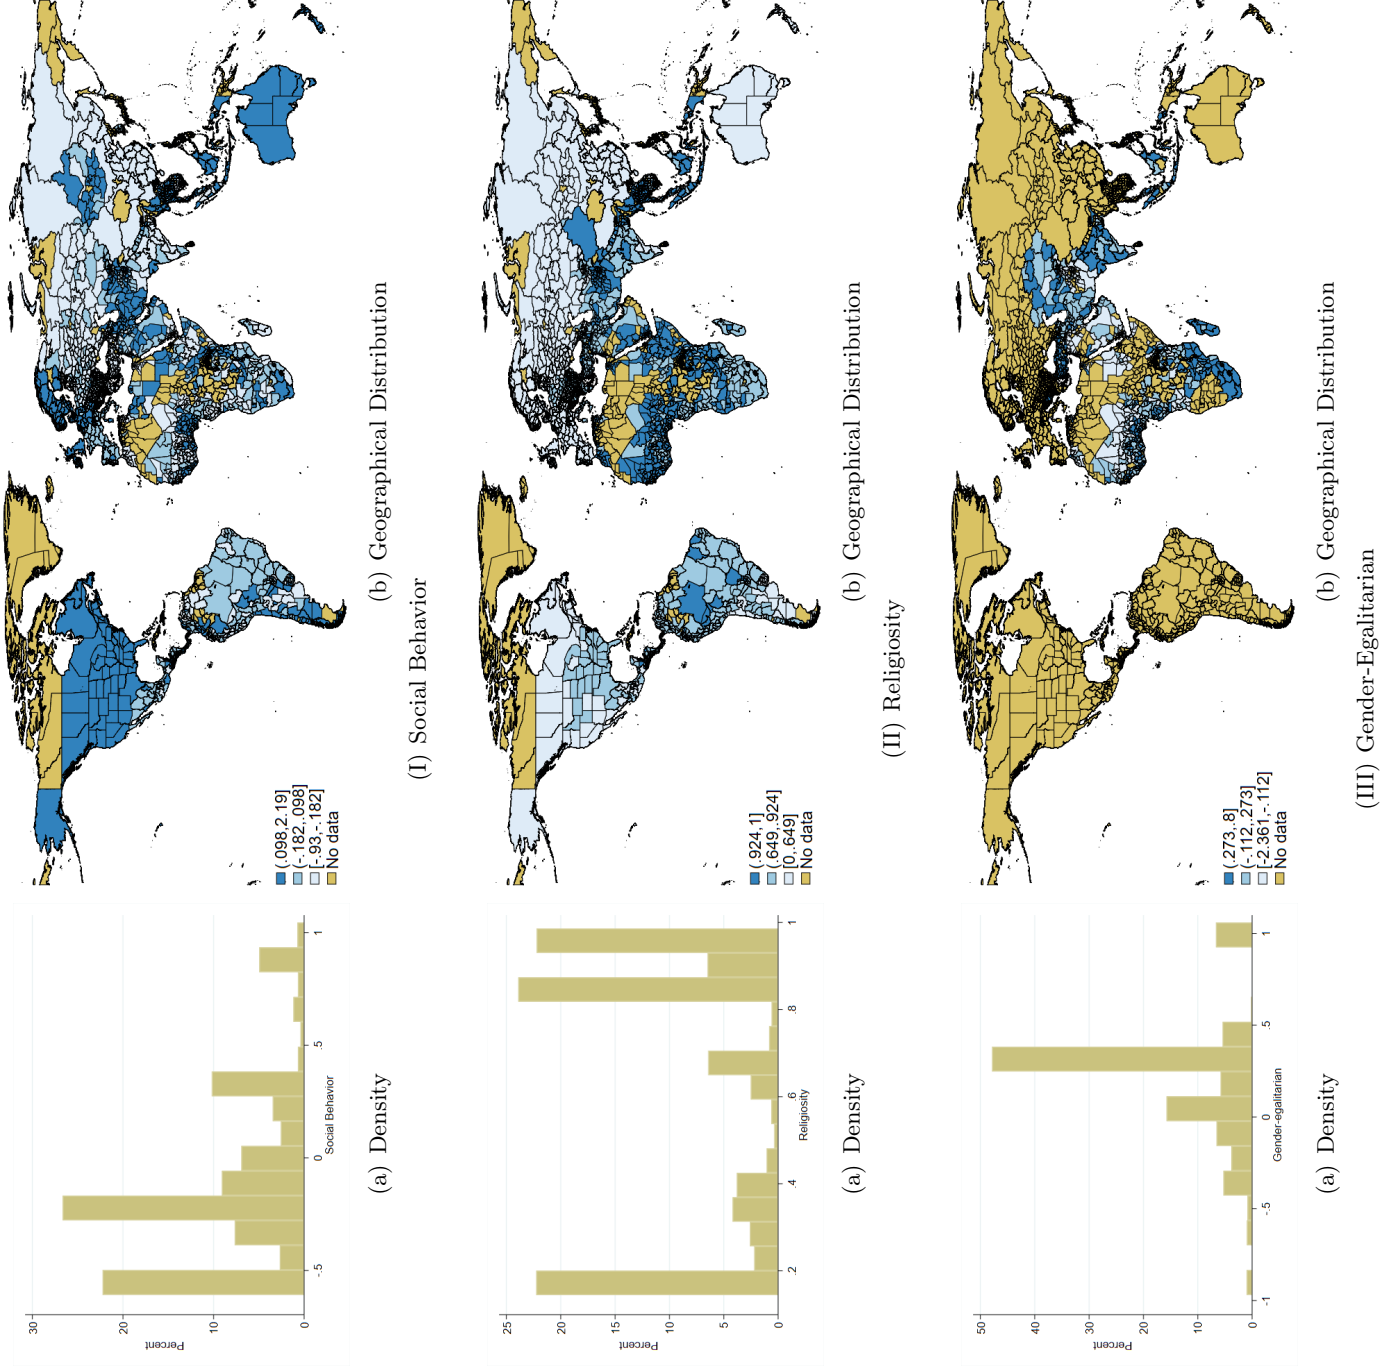 30
20
10
0
Percent
-.5
0
.5
1
Social Behavior
(a) Density
(.098,2.19]
(-.182,.098]
[-.93,-.182]
No data
(b) Geographical Distribution
(I) Social Behavior
25
20
15
10
5
0
Percent
.2
.4
.6
.8
1
Religiosity
(a) Density
(.924,1]
(.649,.924]
[0,.649]
No data
(b) Geographical Distribution
(II) Religiosity
50
40
30
20
10
0
Percent
-1
-.5
0
.5
1
Gender-egalitarian
(a) Density
(.273,.8]
(-.112,.273]
[-2.361,-.112]
No data
(b) Geographical Distribution
(III) Gender-Egalitarian